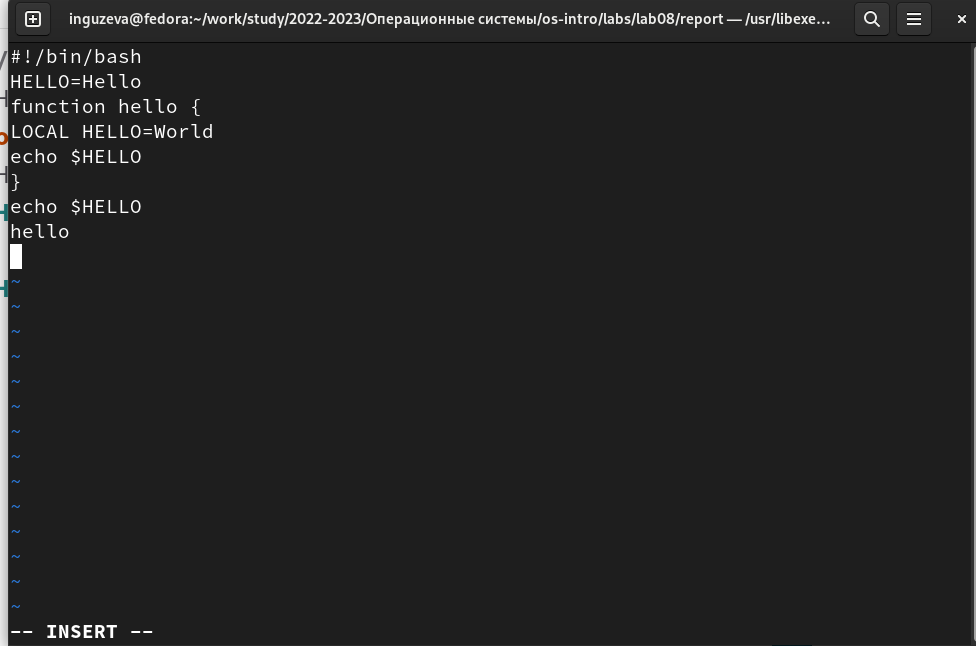 inguzeva@fedora:~/work/study/2022-2023/Операционные системы/os-intro/labs/lab08/report — /usr/libexe…
#!/bin/bash
HELLO=Hello
function hello {
LOCAL HELLO=World
echo $HELLO
}
echo $HELLO
hello
~
~
~
~
~
~
~
~
~
~
~
~
~
~
-- INSERT --